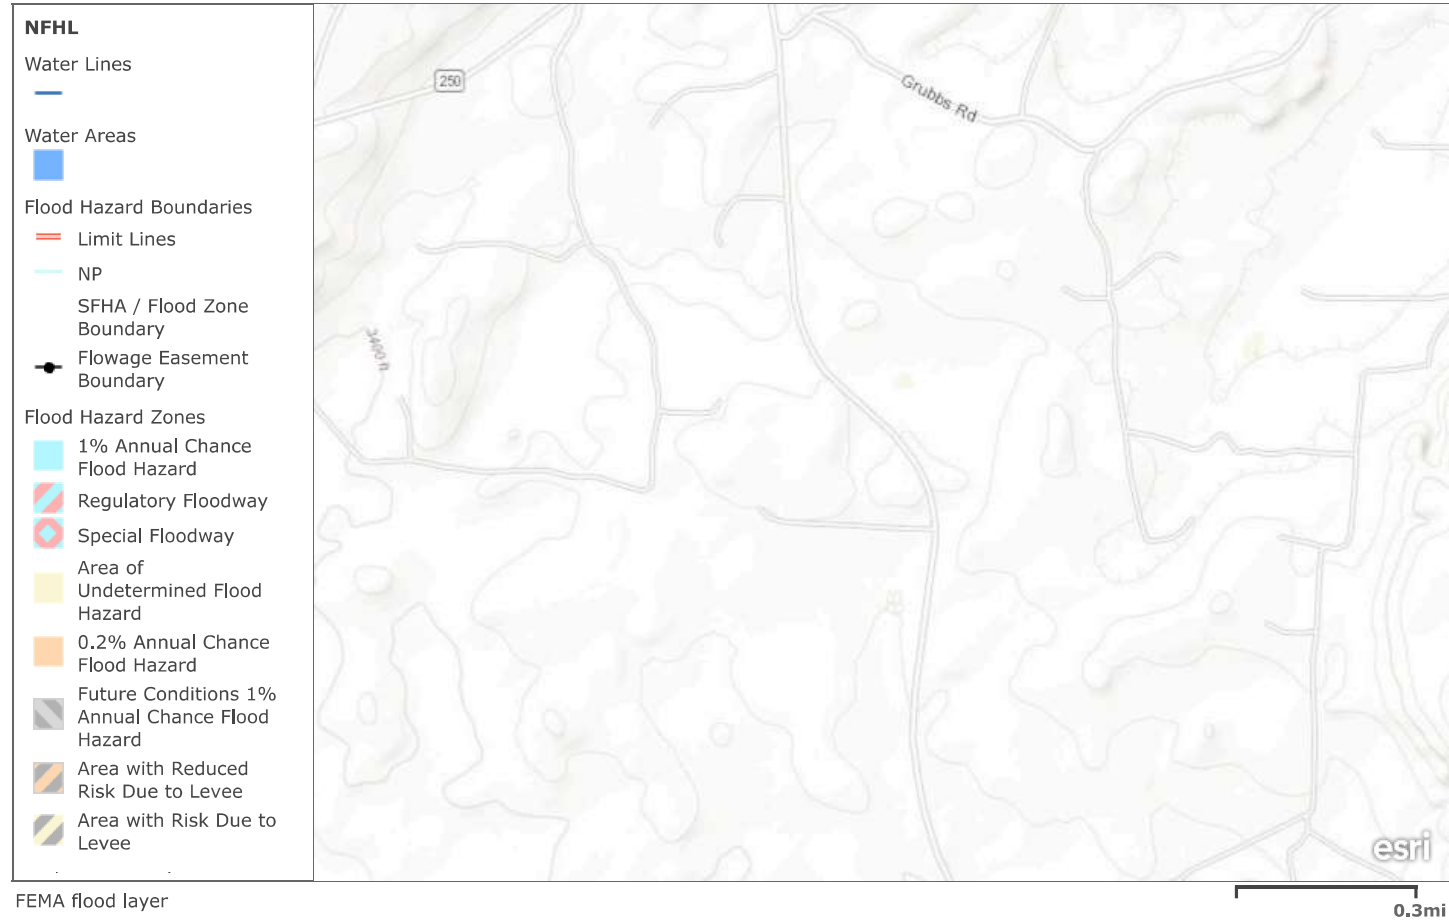 NFHL
Water Lines
Water Areas
Flood Hazard Boundaries
Limit Lines
NP
SFHA / Flood Zone
Boundary
Flowage Easement
Boundary
Flood Hazard Zones
1% Annual Chance
Flood Hazard
Regulatory Floodway
Special Floodway
Area of
Undetermined Flood
Hazard
0.2% Annual Chance
Flood Hazard
Future Conditions 1%
Annual Chance Flood
Hazard
Area with Reduced
Risk Due to Levee
Area with Risk Due to
Levee
250
Grubbs Rd
3400 ft
esri
FEMA flood layer
0.3mi